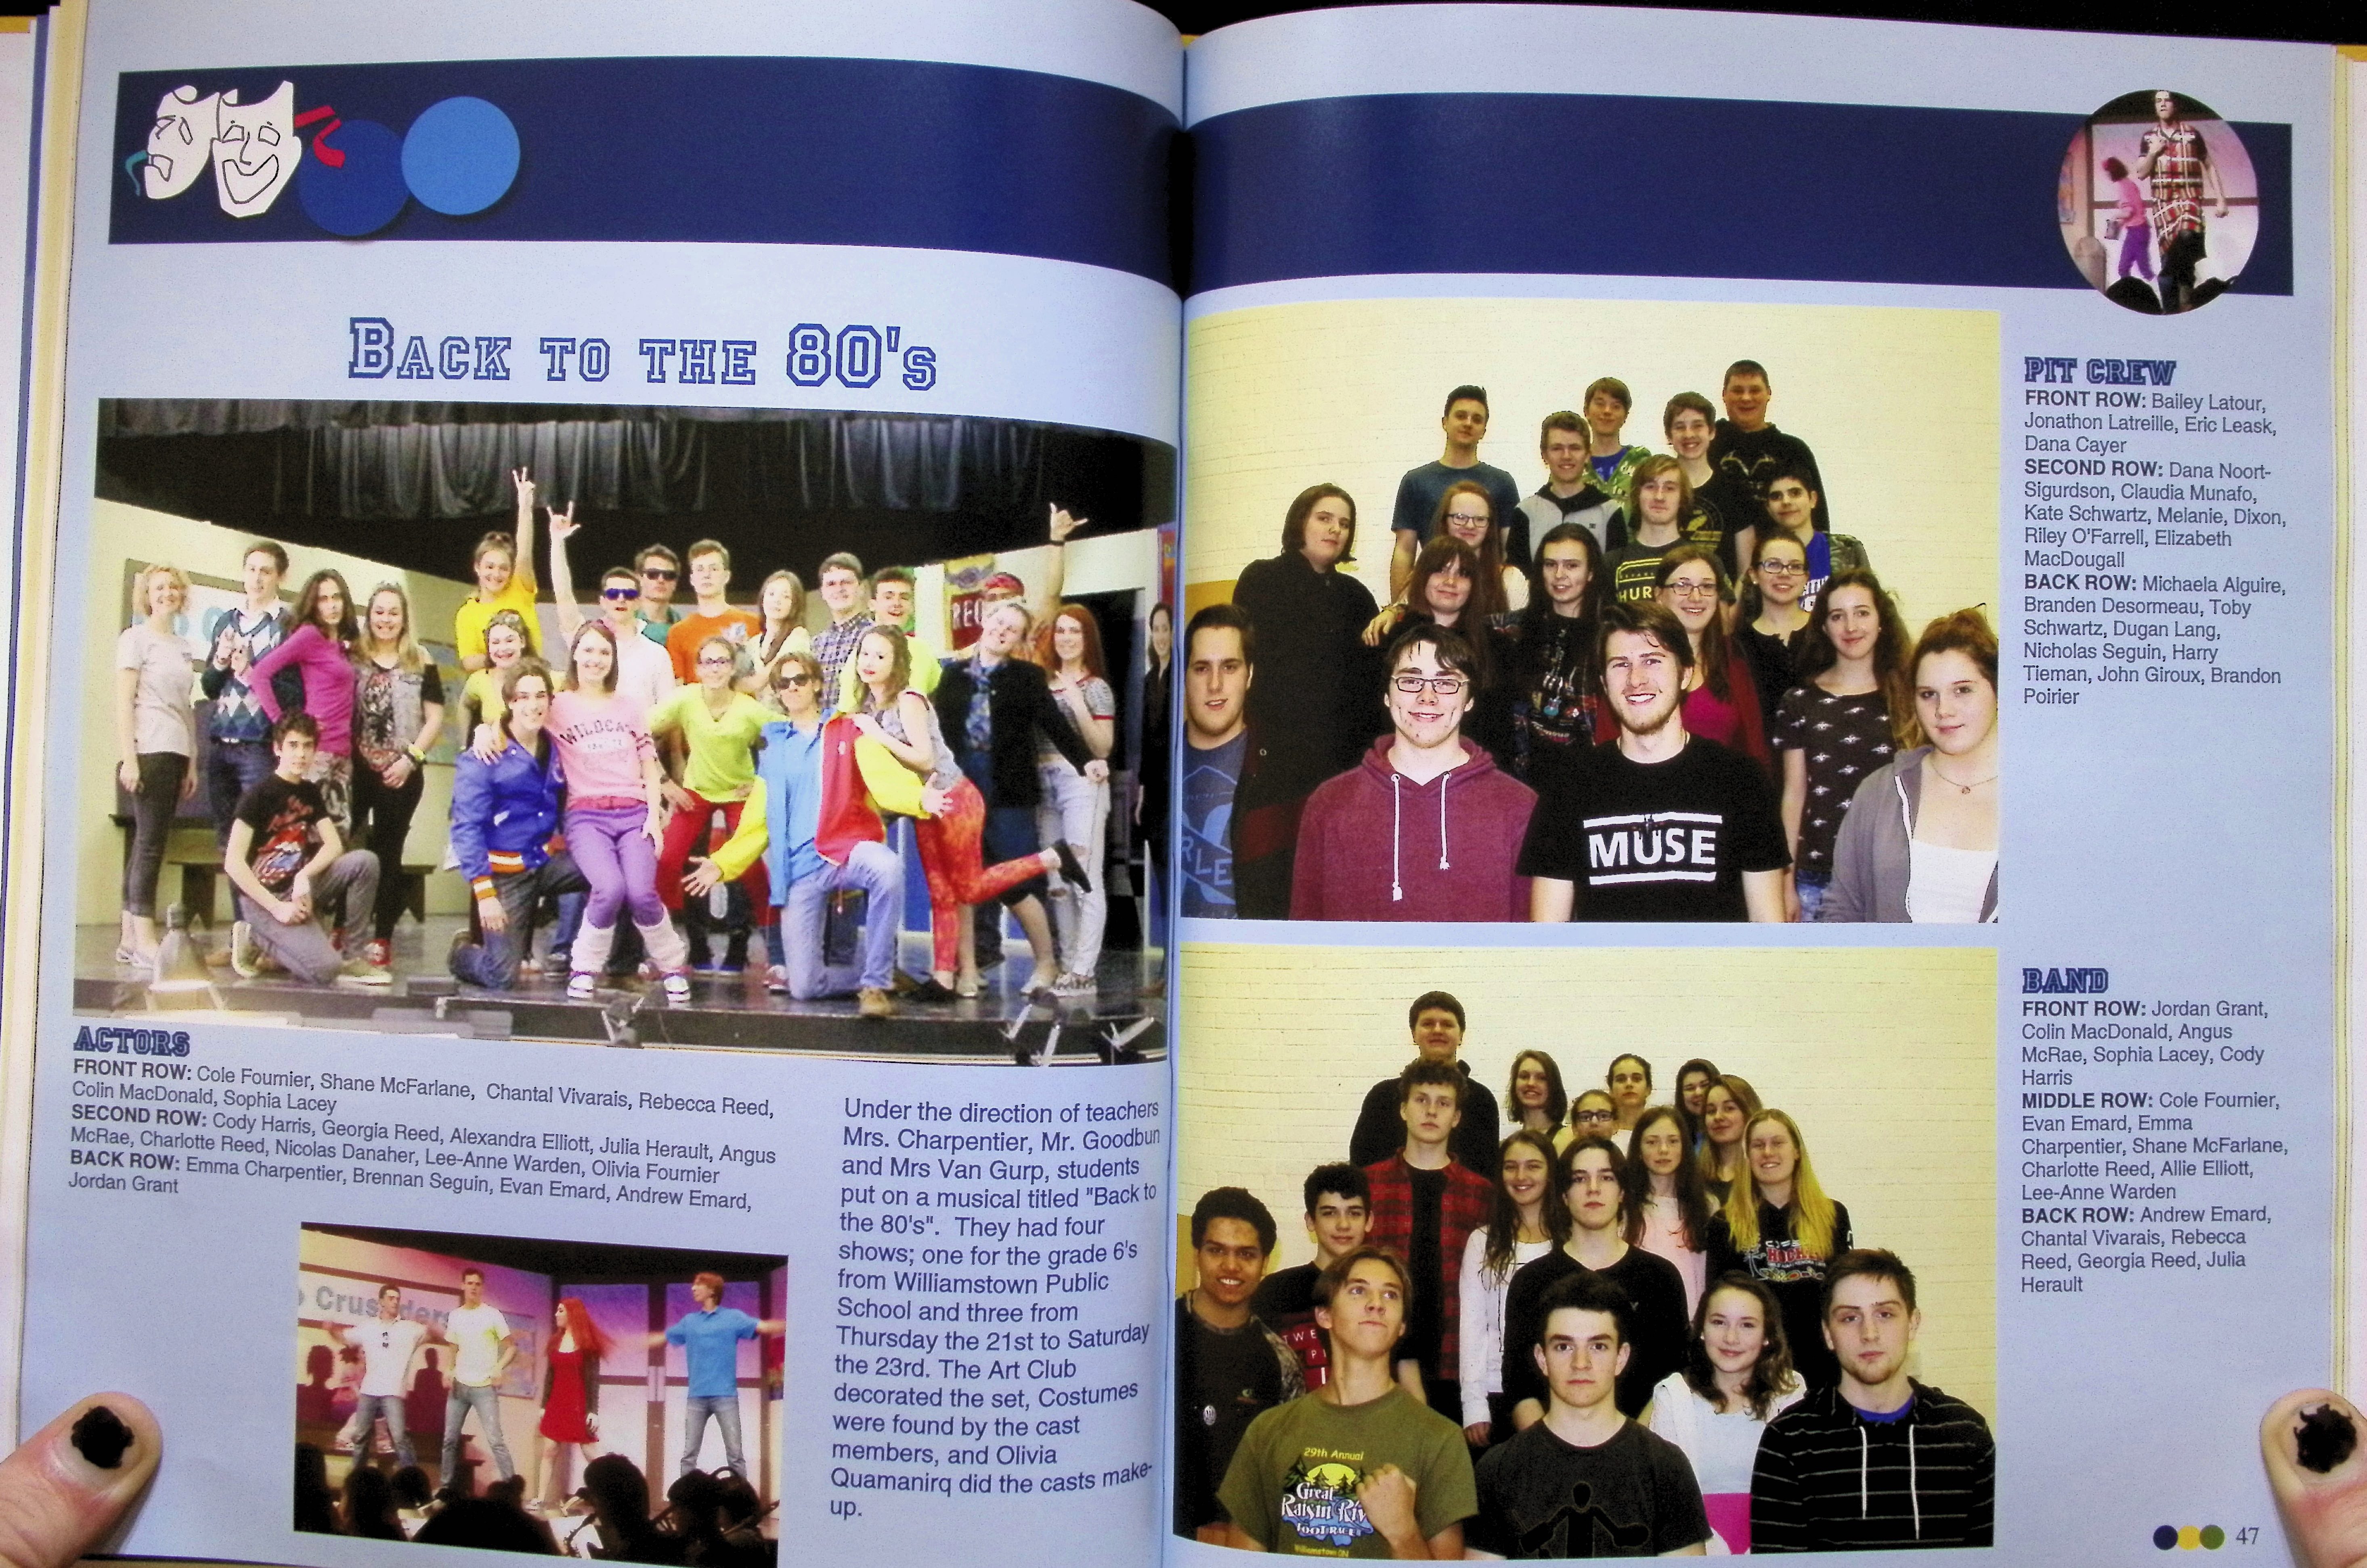 BACK TO THE 80's
WILDCA
REC
ACTORS
FRONT ROW: Cole Fournier, Shane McFarlane, Chantal Vivarais, Rebecca Reed,
Colin MacDonald, Sophia Lacey
SECOND ROW: Cody Harris, Georgia Reed, Alexandra Elliott, Julia Herault, Angus
McRae, Charlotte Reed, Nicolas Danaher, Lee-Anne Warden, Olivia Fournier
BACK ROW: Emma Charpentier, Brennan Seguin, Evan Emard, Andrew Emard,
Jordan Grant
Crusaders
Under the direction of teachers
Mrs. Charpentier, Mr. Goodbun
and Mrs Van Gurp, students
put on a musical titled "Back to
the 80's".  They had four
shows; one for the grade 6's
from Williamstown Public
School and three from
Thursday the 21st to Saturday
the 23rd. The Art Club
decorated the set, Costumes
were found by the cast
members, and Olivia
Quamanirq did the casts make-
up.
HUR
MUSE
RLE
PIT CREW
FRONT ROW: Bailey Latour,
Jonathon Latreille, Eric Leask,
Dana Cayer
SECOND ROW: Dana Noort-
Sigurdson, Claudia Munafo,
Kate Schwartz, Melanie, Dixon,
Riley O'Farrell, Elizabeth
MacDougall
BACK ROW: Michaela Alguire,
Branden Desormeau, Toby
Schwartz, Dugan Lang,
Nicholas Seguin, Harry
Tieman, John Giroux, Brandon
Poirier
29th Annual
Great
Raisin Riv
FOOTRACE
Williamstown ON
BAND
FRONT ROW: Jordan Grant,
Colin MacDonald, Angus
McRae, Sophia Lacey, Cody
Harris
MIDDLE ROW: Cole Fournier,
Evan Emard, Emma
Charpentier, Shane McFarlane,
Charlotte Reed, Allie Elliott,
Lee-Anne Warden
BACK ROW: Andrew Emard,
Chantal Vivarais, Rebecca
Reed, Georgia Reed, Julia
Herault
47